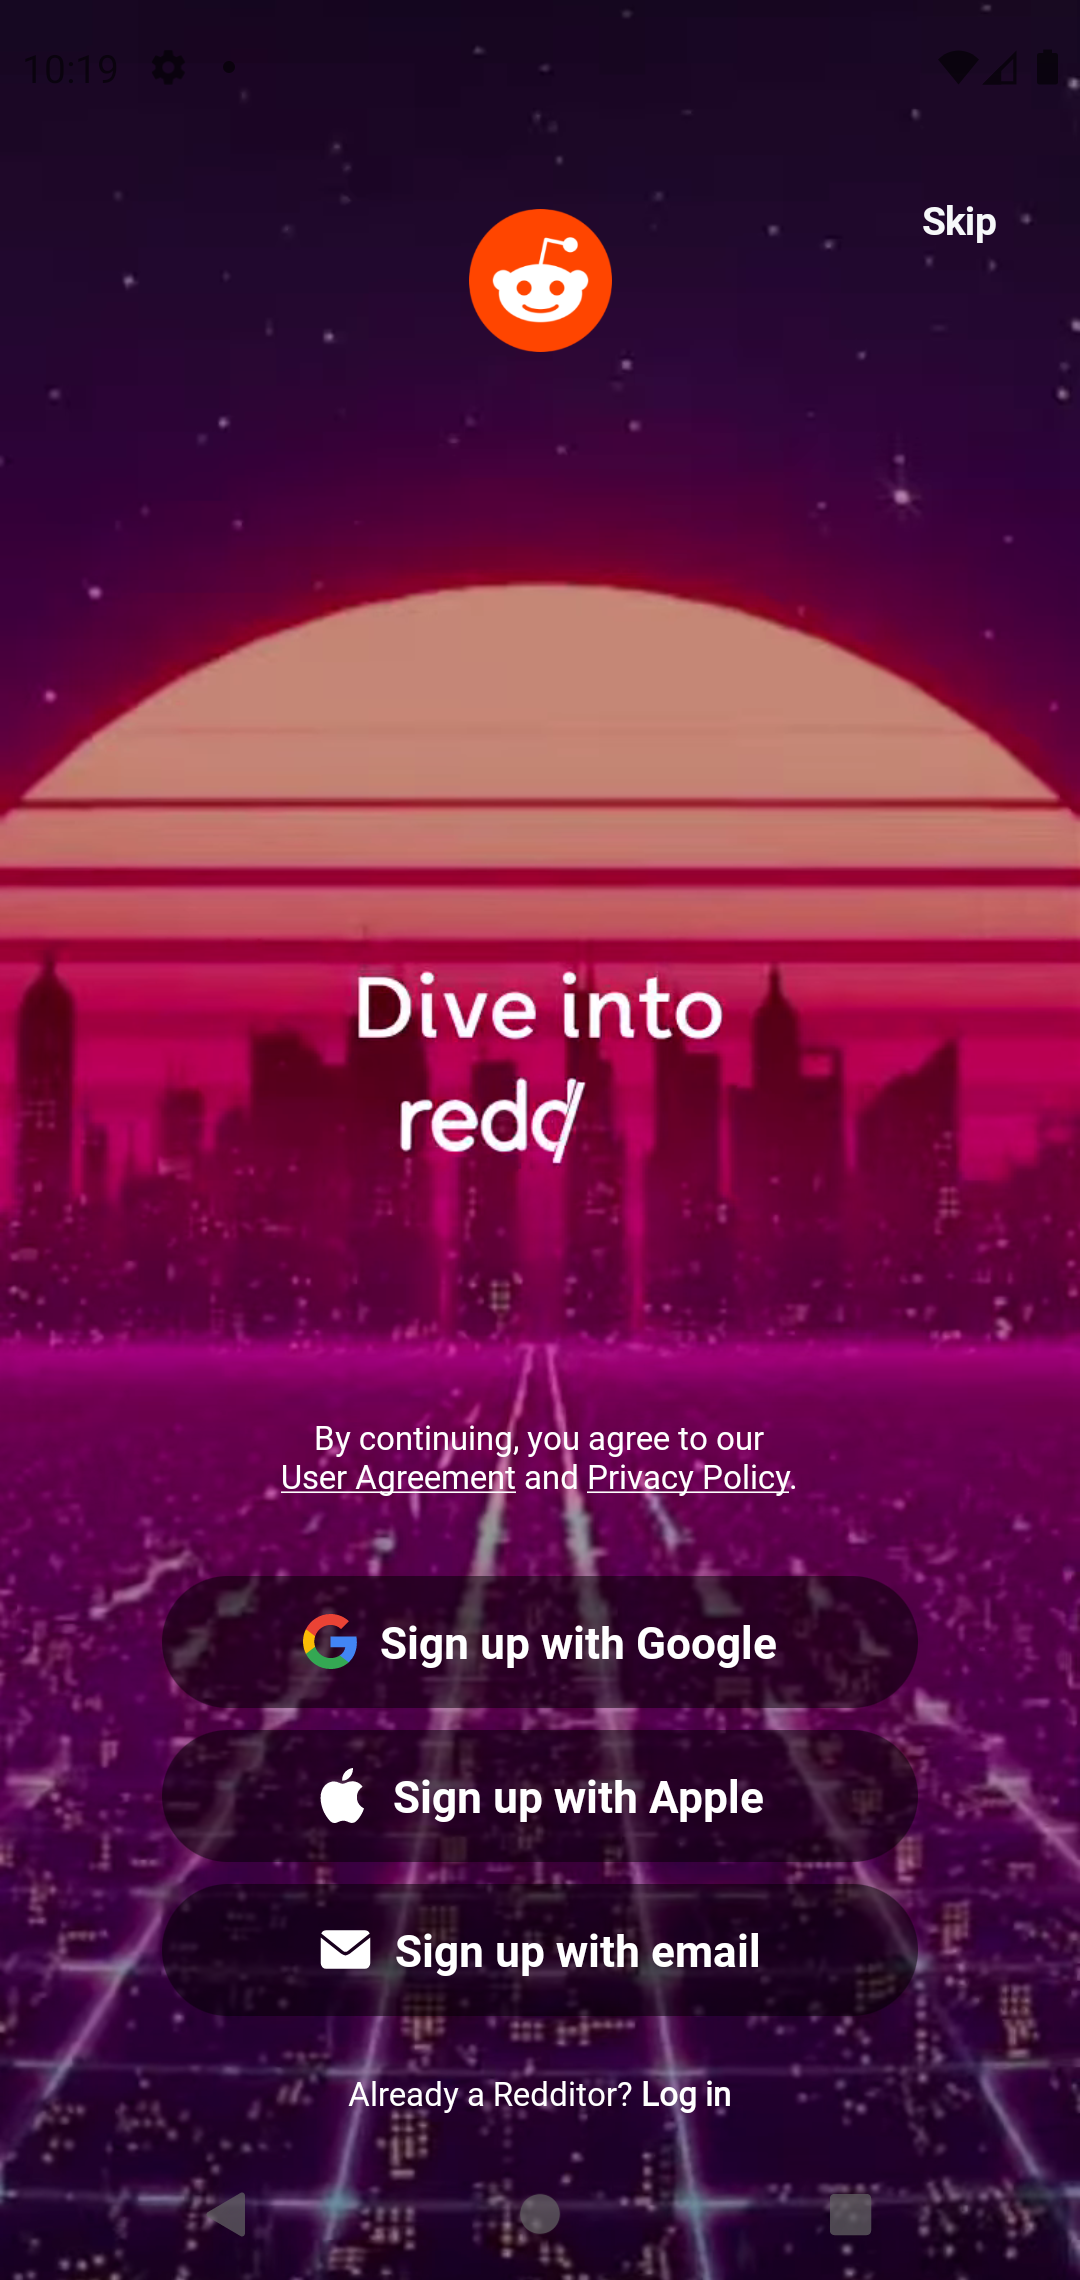 10:19
Skip
Dive into
redd
By continuing, you agree to our
User Agreement and Privacy Policy.
Sign up with Google
Sign up with Apple
Sign up with email
Already a Redditor? Log in